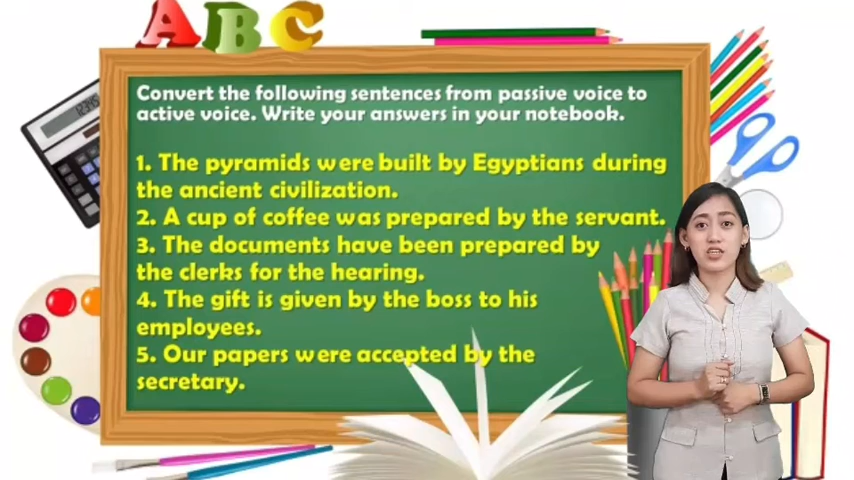 ABC
Convert the following sentences from passive voice to
active voice. Write your answers in your notebook.
1. The pyramids were built by Egyptians during
the ancient civilization.
2. A cup of coffee was prepared by the servant.
3. The documents have been prepared by
the clerks for the hearing.
4. The gift is given by the boss to his
employees.
5. Our papers were accepted by the
secretary.